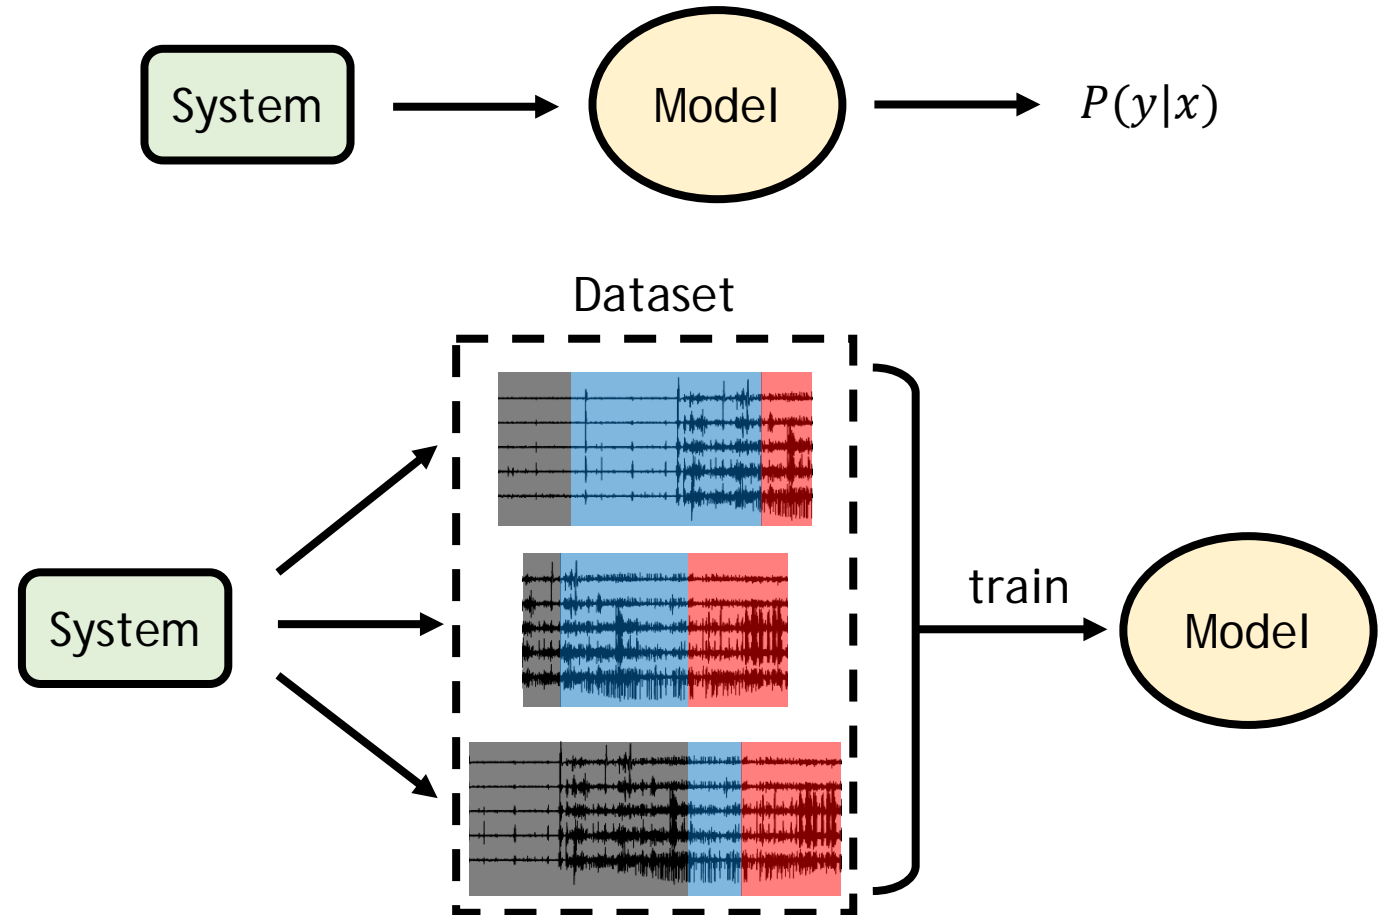 System
Model
P(y|x)
Dataset
System
train
Model